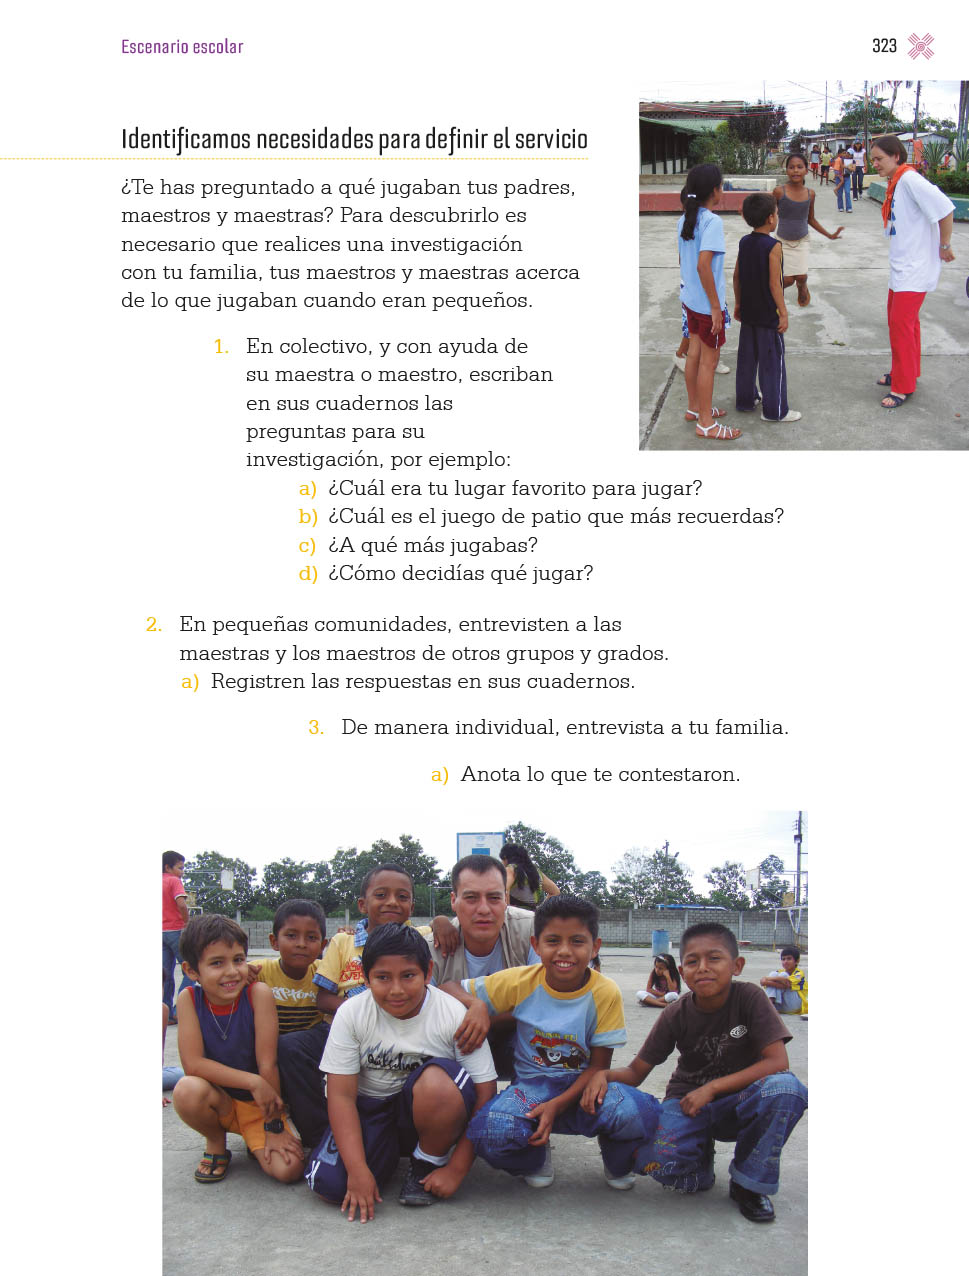 Escenario escolar
323
Identificamos necesidades para definir el servicio
¿Te has preguntado a qué jugaban tus padres,
maestros y maestras? Para descubrirlo es
necesario que realices una investigación
con tu familia, tus maestros y maestras acerca
de lo que jugaban cuando eran pequeños.
1. En colectivo, y con ayuda de
su maestra o maestro, escriban
en sus cuadernos las
preguntas para su
investigación, por ejemplo:
a) ¿Cuál era tu lugar favorito para jugar?
b) ¿Cuál es el juego de patio que más recuerdas?
c) ¿A qué más jugabas?
d) ¿Cómo decidías qué jugar?
2. En pequeñas comunidades, entrevisten a las
maestras y los maestros de otros grupos y grados.
a) Registren las respuestas en sus cuadernos.
3. De manera individual, entrevista a tu familia.
a) Anota lo que te contestaron.